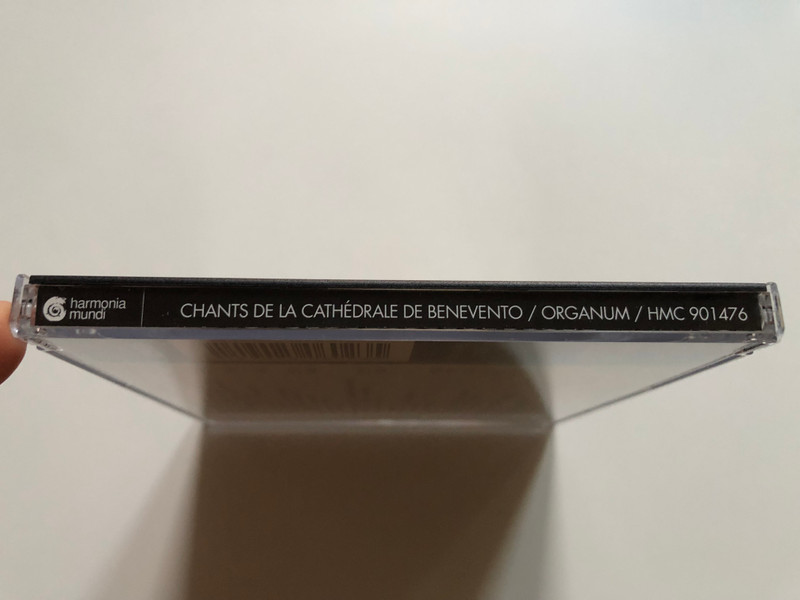 harmonia
mundi
CHANTS DE LA CATHÉDRALE DE BENEVENTO / ORGANUM / HMC 901476